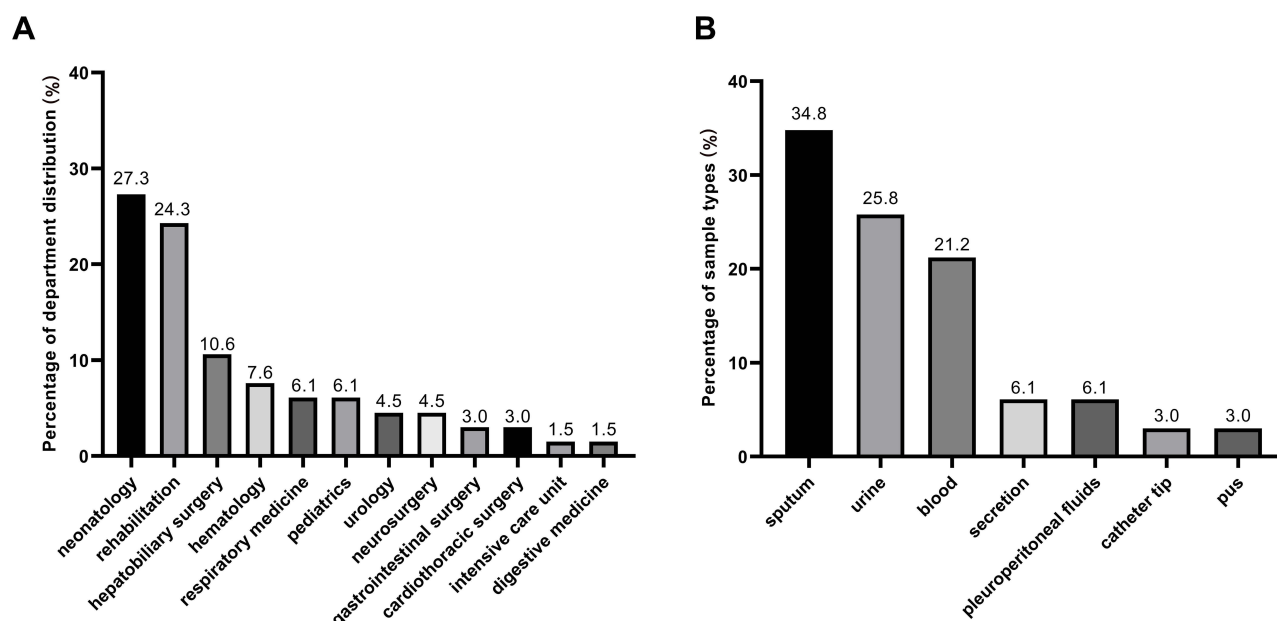 A
Percentage of department distribution (%)
40
30
20
10
0
27.3
24.3
10.6
7.6
6.1
6.1
4.5
4.5
3.0
3.0
1.5
1.5
neonatology
rehabilitation
hepatobiliary surgery
hematology
respiratory medicine
pediatrics
urology
neurosurgery
gastrointestinal surgery
cardiothoracic surgery
intensive care unit
digestive medicine
B
Percentage of sample types (%)
40
30
20
10
0
34.8
25.8
21.2
6.1
6.1
3.0
3.0
sputum
urine
blood
secretion
pleuroperitoneal fluids
catheter tip
pus